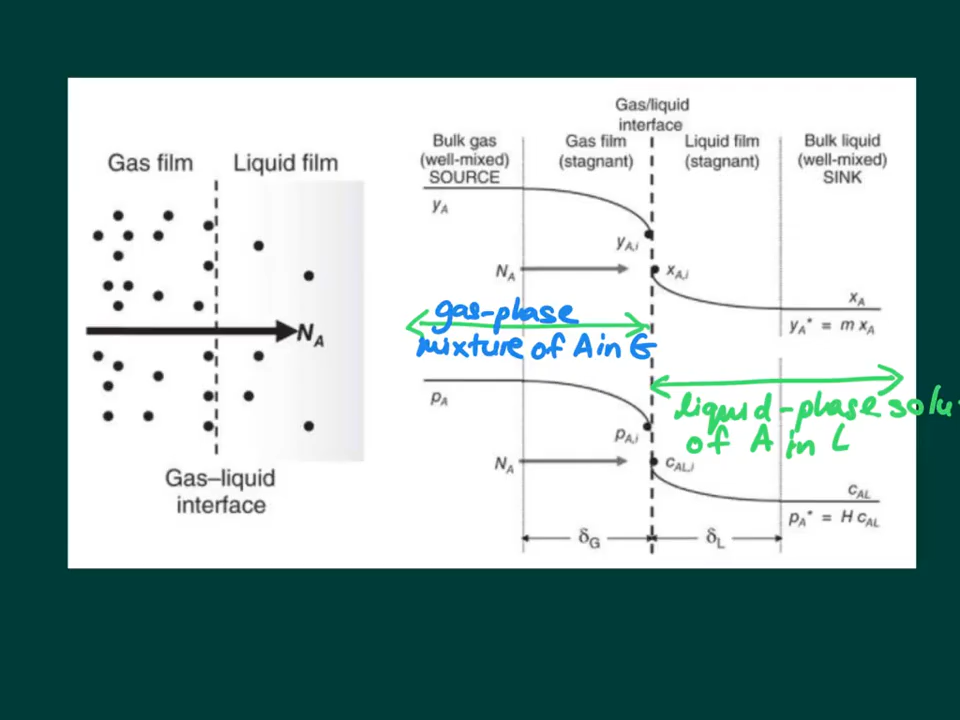 Gas film
Liquid film
N_A
Gas–liquid
interface
Gas/liquid
interface
Bulk gas
(well-mixed)
SOURCE
Gas film
(stagnant)
Liquid film
(stagnant)
Bulk liquid
(well-mixed)
SINK
y_A
y_A,i
N_A
x_A,i
x_A
y_A* = m x_A
gas-phase
mixture of A in G
p_A
p_A,i
N_A
c_AL,i
c_AL
p_A* = H c_AL
liquid-phase
of A in L
δ_G
δ_L